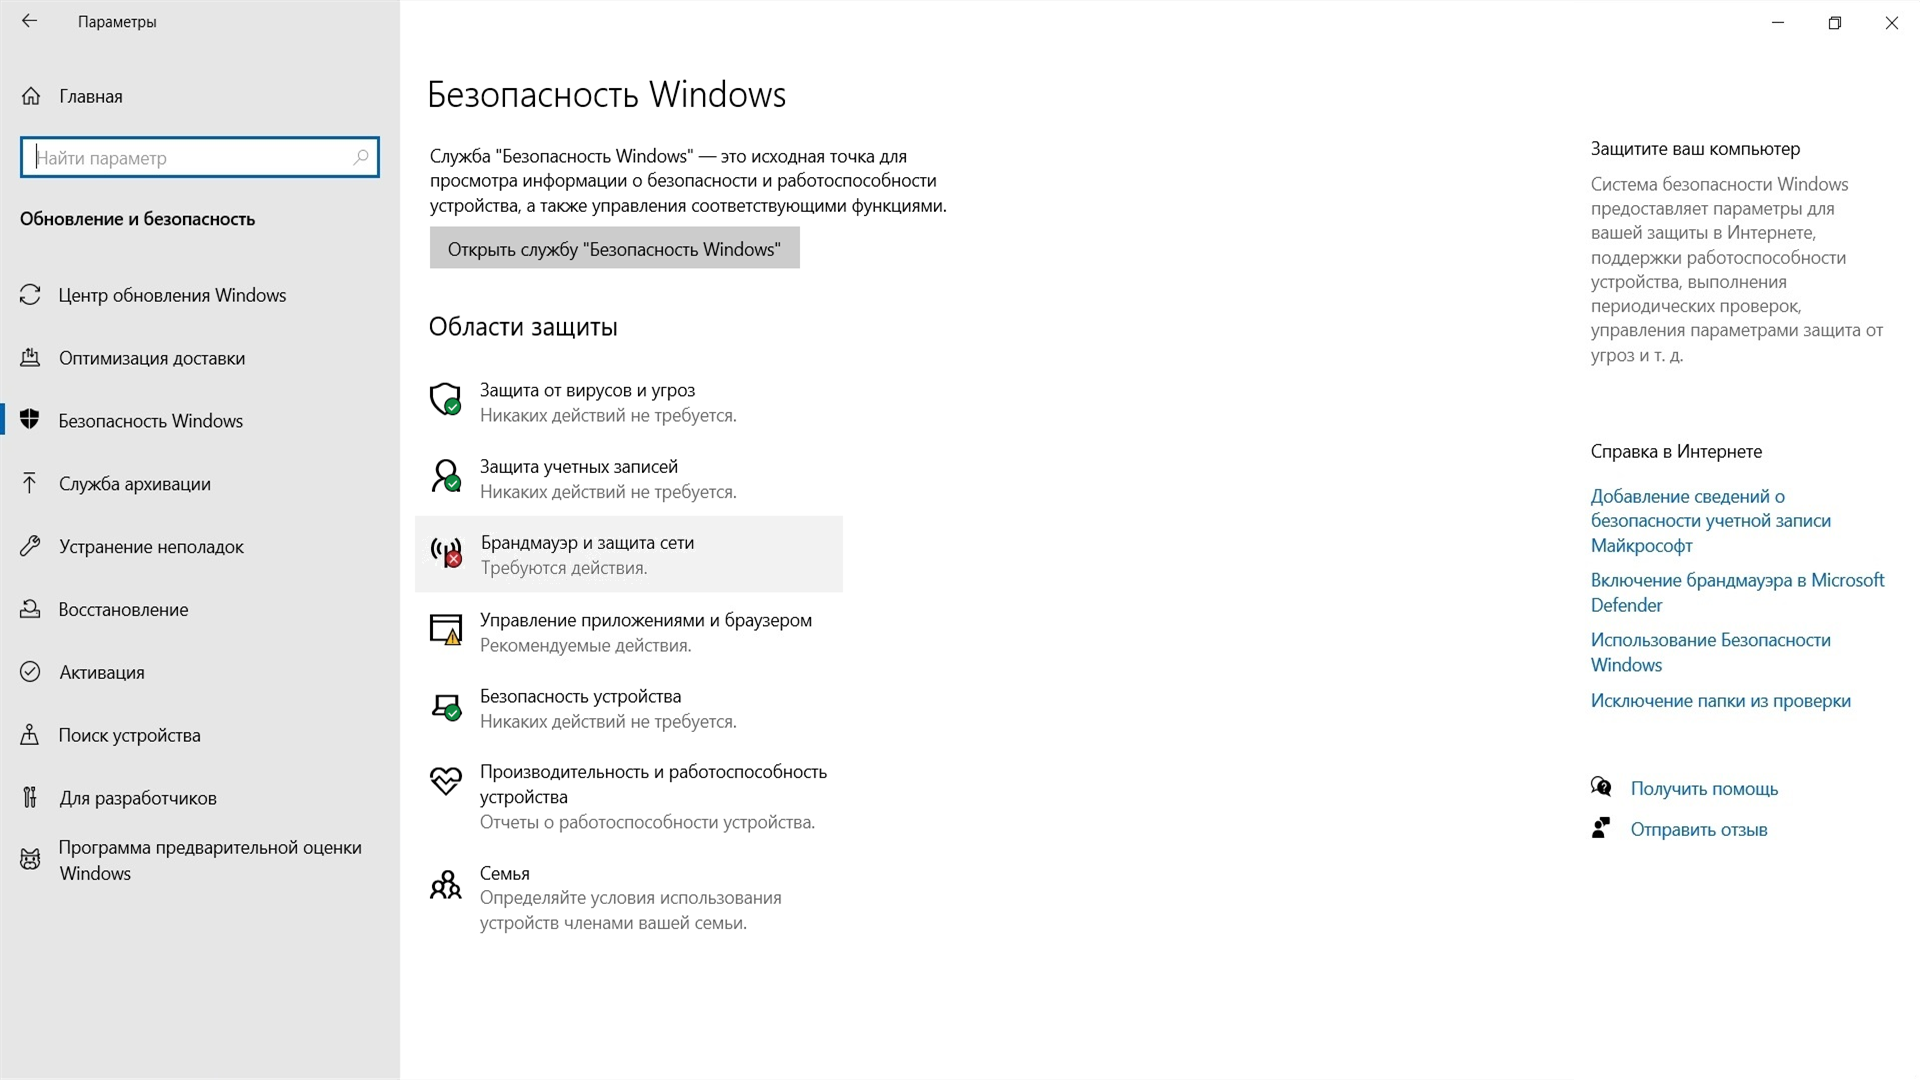 Параметры
Главная
Найти параметр
Обновление и безопасность
Центр обновления Windows
Оптимизация доставки
Безопасность Windows
Служба архивации
Устранение неполадок
Восстановление
Активация
Поиск устройства
Для разработчиков
Программа предварительной оценки
Windows
Безопасность Windows
Служба "Безопасность Windows" — это исходная точка для
просмотра информации о безопасности и работоспособности
устройства, а также управления соответствующими функциями.
Открыть службу "Безопасность Windows"
Области защиты
Защита от вирусов и угроз
Никаких действий не требуется.
Защита учетных записей
Никаких действий не требуется.
Брандмауэр и защита сети
Требуются действия.
Управление приложениями и браузером
Рекомендуемые действия.
Безопасность устройства
Никаких действий не требуется.
Производительность и работоспособность
устройства
Отчеты о работоспособности устройства.
Семья
Определяйте условия использования
устройств членами вашей семьи.
Защитите ваш компьютер
Система безопасности Windows
предоставляет параметры для
вашей защиты в Интернете,
поддержки работоспособности
устройства, выполнения
периодических проверок,
управления параметрами защита от
угроз и т. д.
Справка в Интернете
Добавление сведений о
безопасности учетной записи
Майкрософт
Включение брандмауэра в Microsoft
Defender
Использование Безопасности
Windows
Исключение папки из проверки
Получить помощь
Отправить отзыв